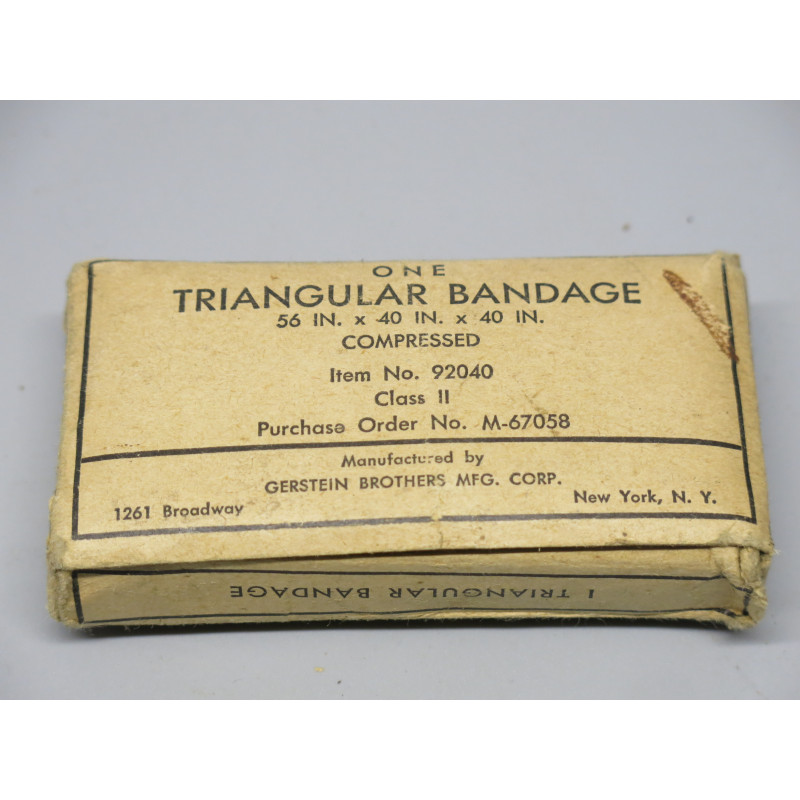 ONE
TRIANGULAR BANDAGE
56 IN. x 40 IN. x 40 IN.
COMPRESSED
Item No. 92040
Class II
Purchase Order No. M-67058
Manufactured by
GERSTEIN BROTHERS MFG. CORP.
1261 Broadway New York, N. Y.
1 TRIANGULAR BANDAGE